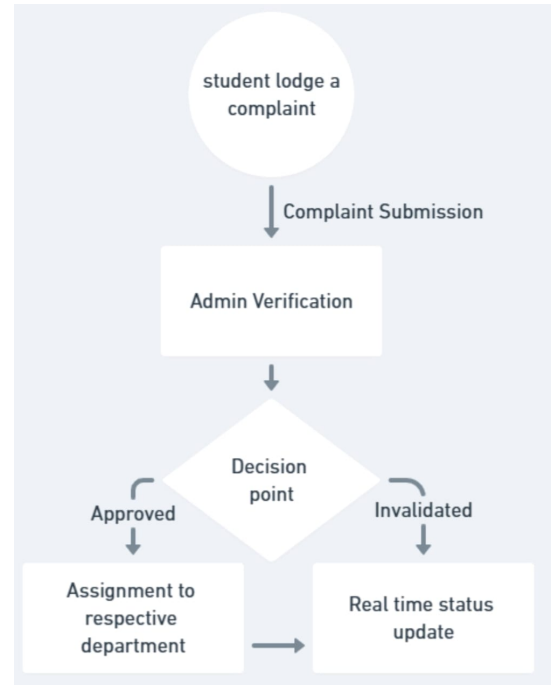 student lodge a
complaint
Complaint Submission
Admin Verification
Decision
point
Approved
Invalidated
Assignment to
respective
department
Real time status
update